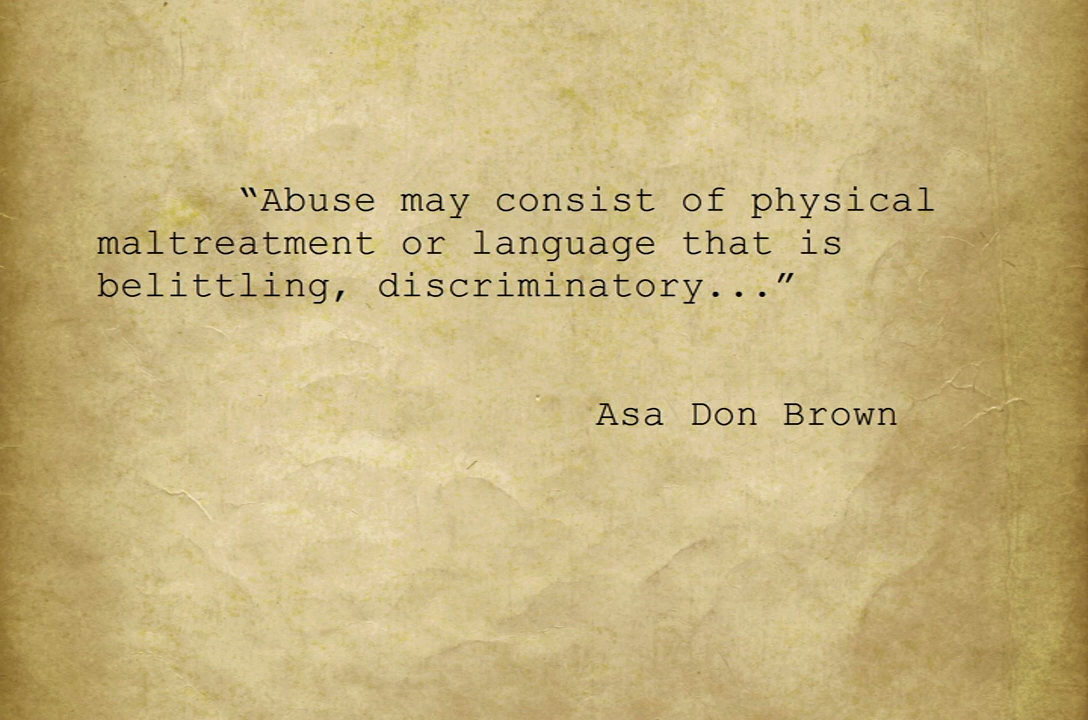 “Abuse may consist of physical
maltreatment or language that is
belittling, discriminatory...”
Asa Don Brown